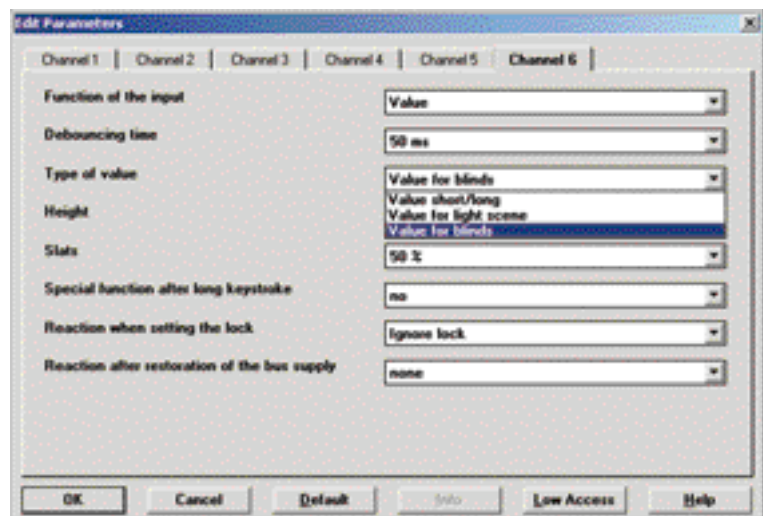 Edit Parameters
Channel 1 Channel 2 Channel 3 Channel 4 Channel 5 Channel 6
Function of the input Value
Debouncing time 50 ms
Type of value Value for blinds
Value short/long
Height Value for light scene
Value for blinds
Slats 50 %
Special function after long keystroke no
Reaction when setting the lock Ignore lock
Reaction after restoration of the bus supply none
OK Cancel Default Info Low Access Help